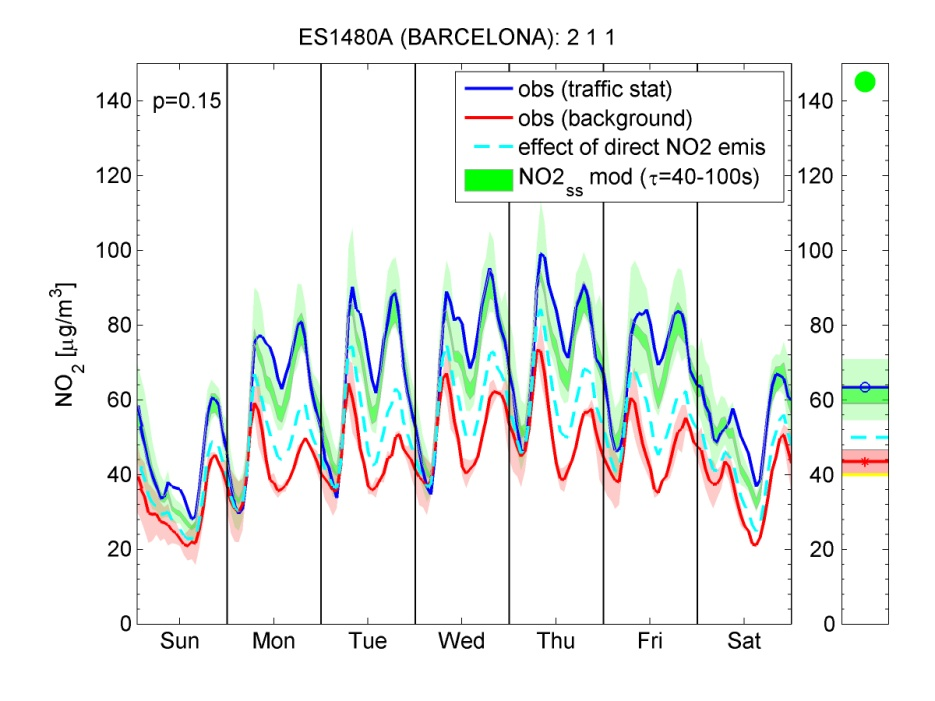 ES1480A (BARCELONA): 2 1 1
p=0.15
obs (traffic stat)
obs (background)
effect of direct NO2 emis
NO2ss mod (τ=40-100s)
NO2 [µg/m3]
140
120
100
80
60
40
20
0
140
120
100
80
60
40
20
0
Sun Mon Tue Wed Thu Fri Sat